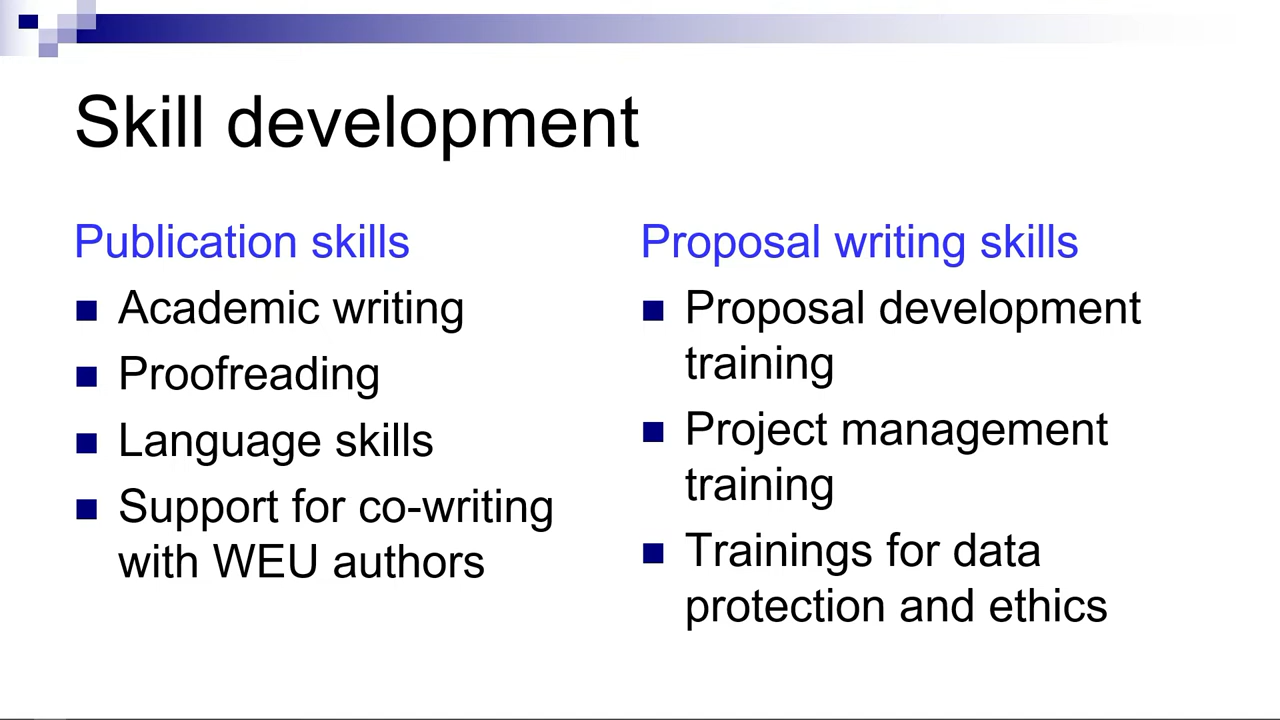 Skill development
Publication skills
Academic writing
Proofreading
Language skills
Support for co-writing
with WEU authors
Proposal writing skills
Proposal development
training
Project management
training
Trainings for data
protection and ethics